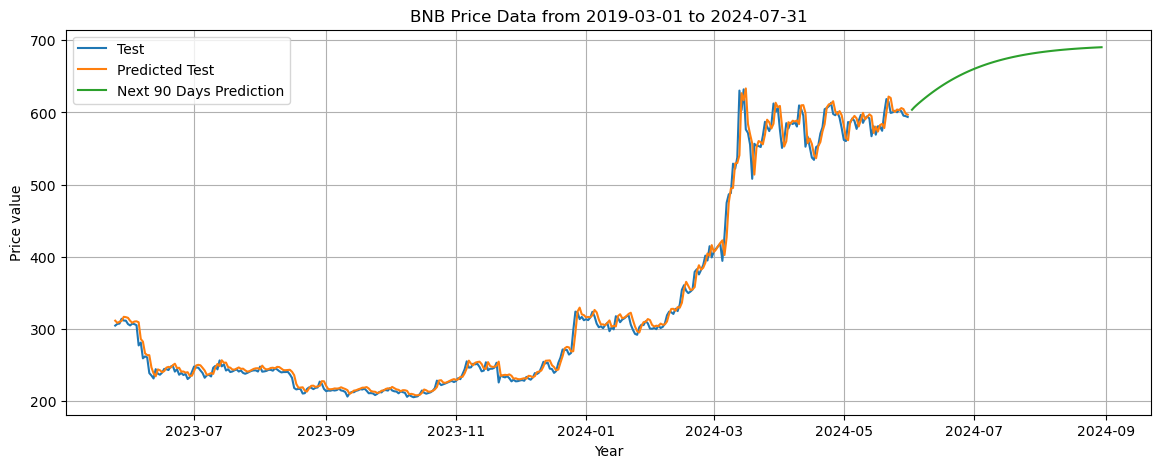 BNB Price Data from 2019-03-01 to 2024-07-31
Test
Predicted Test
Next 90 Days Prediction
Price value
700
600
500
400
300
200
2023-07
2023-09
2023-11
2024-01
2024-03
2024-05
2024-07
2024-09
Year